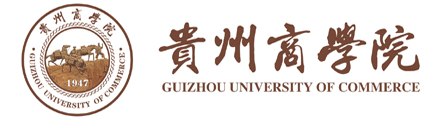 貴州商學院
GUIZHOU UNIVERSITY OF COMMERCE
1947
貴州商學院
GUIZHOU UNIVERSITY OF COMMERCE